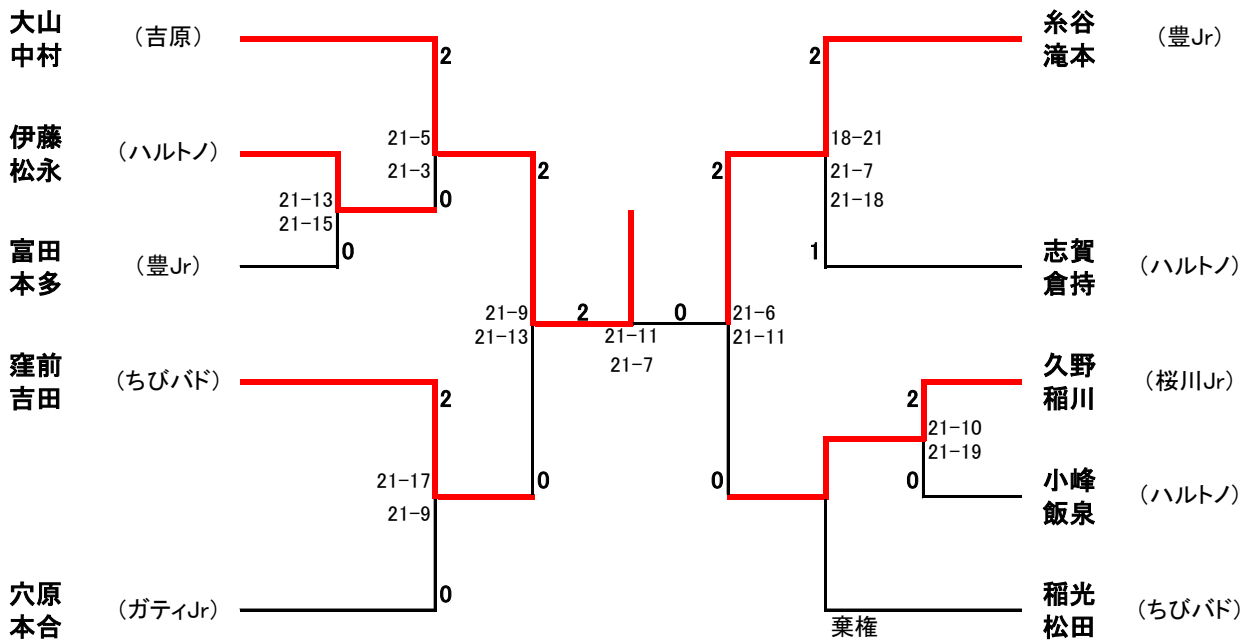 大山
中村
(吉原)
2
伊藤
松永
(ハルトノ)
21-5
21-3
0
21-13
21-15
富田
本多
(豊Jr)
0
2
21-9
21-13
2
21-11
21-7
窪前
吉田
(ちびバド)
2
21-17
21-9
0
穴原
本合
(ガティJr)
0
糸谷
滝本
(豊Jr)
2
18-21
21-7
21-18
2
1
志賀
倉持
(ハルトノ)
0
21-6
21-11
久野
稲川
(桜川Jr)
2
21-10
21-19
0
0
小峰
飯泉
(ハルトノ)
稲光
松田
(ちびバド)
棄権